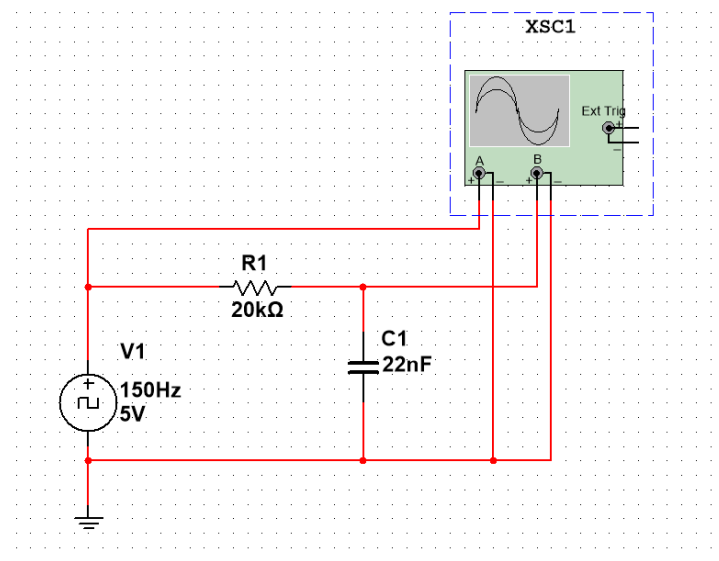 XSC1
Ext Trig
+
−
A
B
+
−
+
−
R1
20kΩ
C1
22nF
V1
+
150Hz
5V